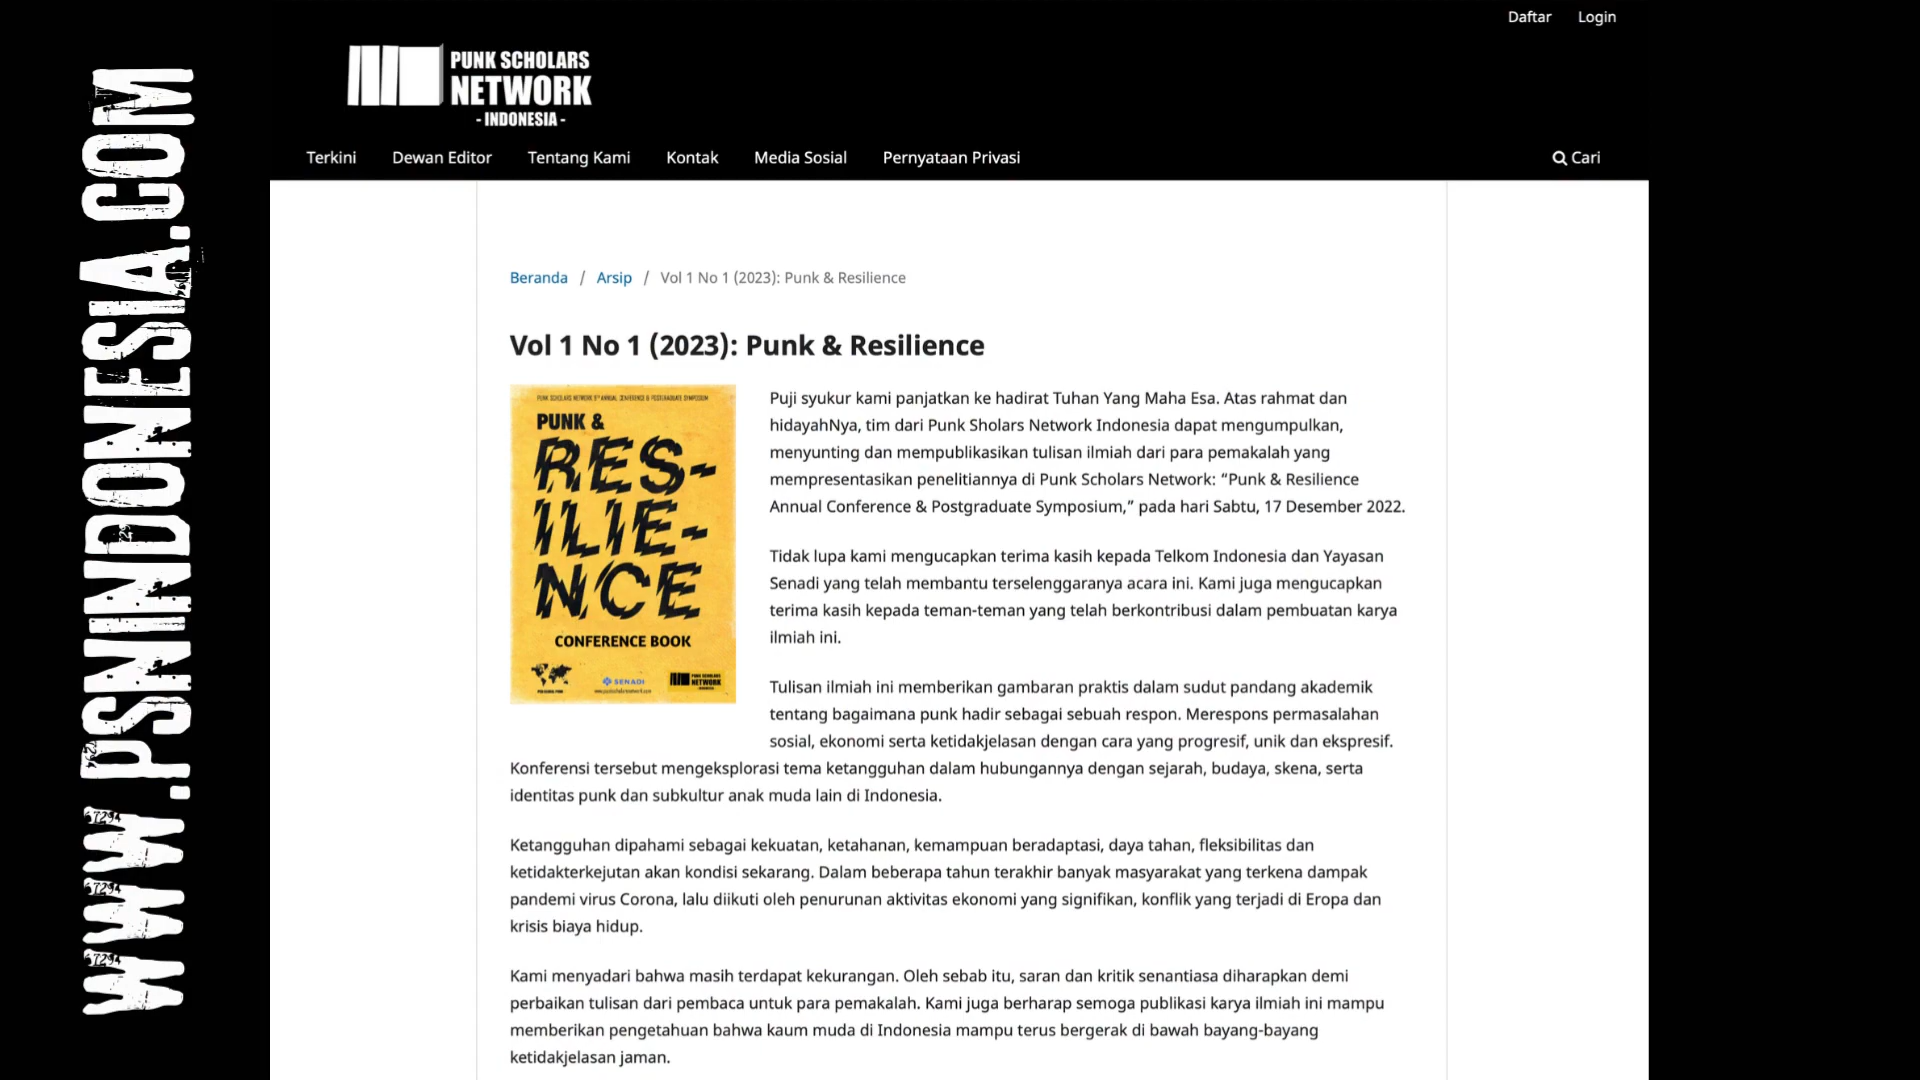 WWW.PSNINDONESIA.COM
Daftar Login
PUNK SCHOLARS
NETWORK
- INDONESIA -
Terkini Dewan Editor Tentang Kami Kontak Media Sosial Pernyataan Privasi Cari
Beranda / Arsip / Vol 1 No 1 (2023): Punk & Resilience
Vol 1 No 1 (2023): Punk & Resilience
PUNK SCHOLARS NETWORK 9TH ANNUAL CONFERENCE & POSTGRADUATE SYMPOSIUM
PUNK &
RES-
ILIE-
NCE
CONFERENCE BOOK
SENADI
PUNK SCHOLARS
NETWORK
Puji syukur kami panjatkan ke hadirat Tuhan Yang Maha Esa. Atas rahmat dan
hidayahNya, tim dari Punk Sholars Network Indonesia dapat mengumpulkan,
menyunting dan mempublikasikan tulisan ilmiah dari para pemakalah yang
mempresentasikan penelitiannya di Punk Scholars Network: “Punk & Resilience
Annual Conference & Postgraduate Symposium,” pada hari Sabtu, 17 Desember 2022.
Tidak lupa kami mengucapkan terima kasih kepada Telkom Indonesia dan Yayasan
Senadi yang telah membantu terselenggaranya acara ini. Kami juga mengucapkan
terima kasih kepada teman-teman yang telah berkontribusi dalam pembuatan karya
ilmiah ini.
Tulisan ilmiah ini memberikan gambaran praktis dalam sudut pandang akademik
tentang bagaimana punk hadir sebagai sebuah respon. Merespons permasalahan
sosial, ekonomi serta ketidakjelasan dengan cara yang progresif, unik dan ekspresif.
Konferensi tersebut mengeksplorasi tema ketangguhan dalam hubungannya dengan sejarah, budaya, skena, serta
identitas punk dan subkultur anak muda lain di Indonesia.
Ketangguhan dipahami sebagai kekuatan, ketahanan, kemampuan beradaptasi, daya tahan, fleksibilitas dan
ketidakterkejutan akan kondisi sekarang. Dalam beberapa tahun terakhir banyak masyarakat yang terkena dampak
pandemi virus Corona, lalu diikuti oleh penurunan aktivitas ekonomi yang signifikan, konflik yang terjadi di Eropa dan
krisis biaya hidup.
Kami menyadari bahwa masih terdapat kekurangan. Oleh sebab itu, saran dan kritik senantiasa diharapkan demi
perbaikan tulisan dari pembaca untuk para pemakalah. Kami juga berharap semoga publikasi karya ilmiah ini mampu
memberikan pengetahuan bahwa kaum muda di Indonesia mampu terus bergerak di bawah bayang-bayang
ketidakjelasan jaman.